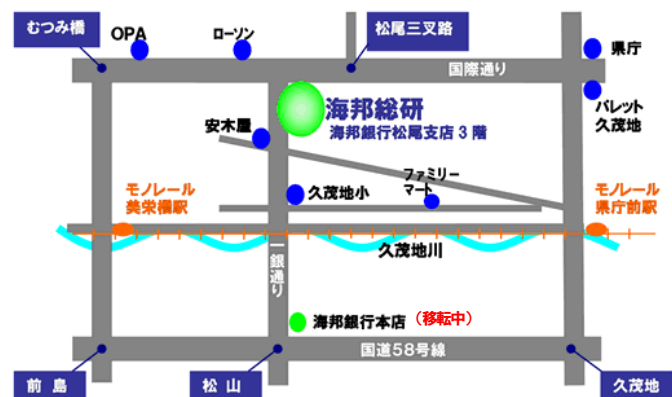 むつみ橋
OPA
ローソン
松尾三叉路
県庁
国際通り
海邦総研
海邦銀行松尾支店３階
パレット
久茂地
安木屋
ファミリー
マート
久茂地小
モノレール
美栄橋駅
モノレール
県庁前駅
久茂地川
一銀通り
海邦銀行本店
（移転中）
国道58号線
前 島
松 山
久茂地